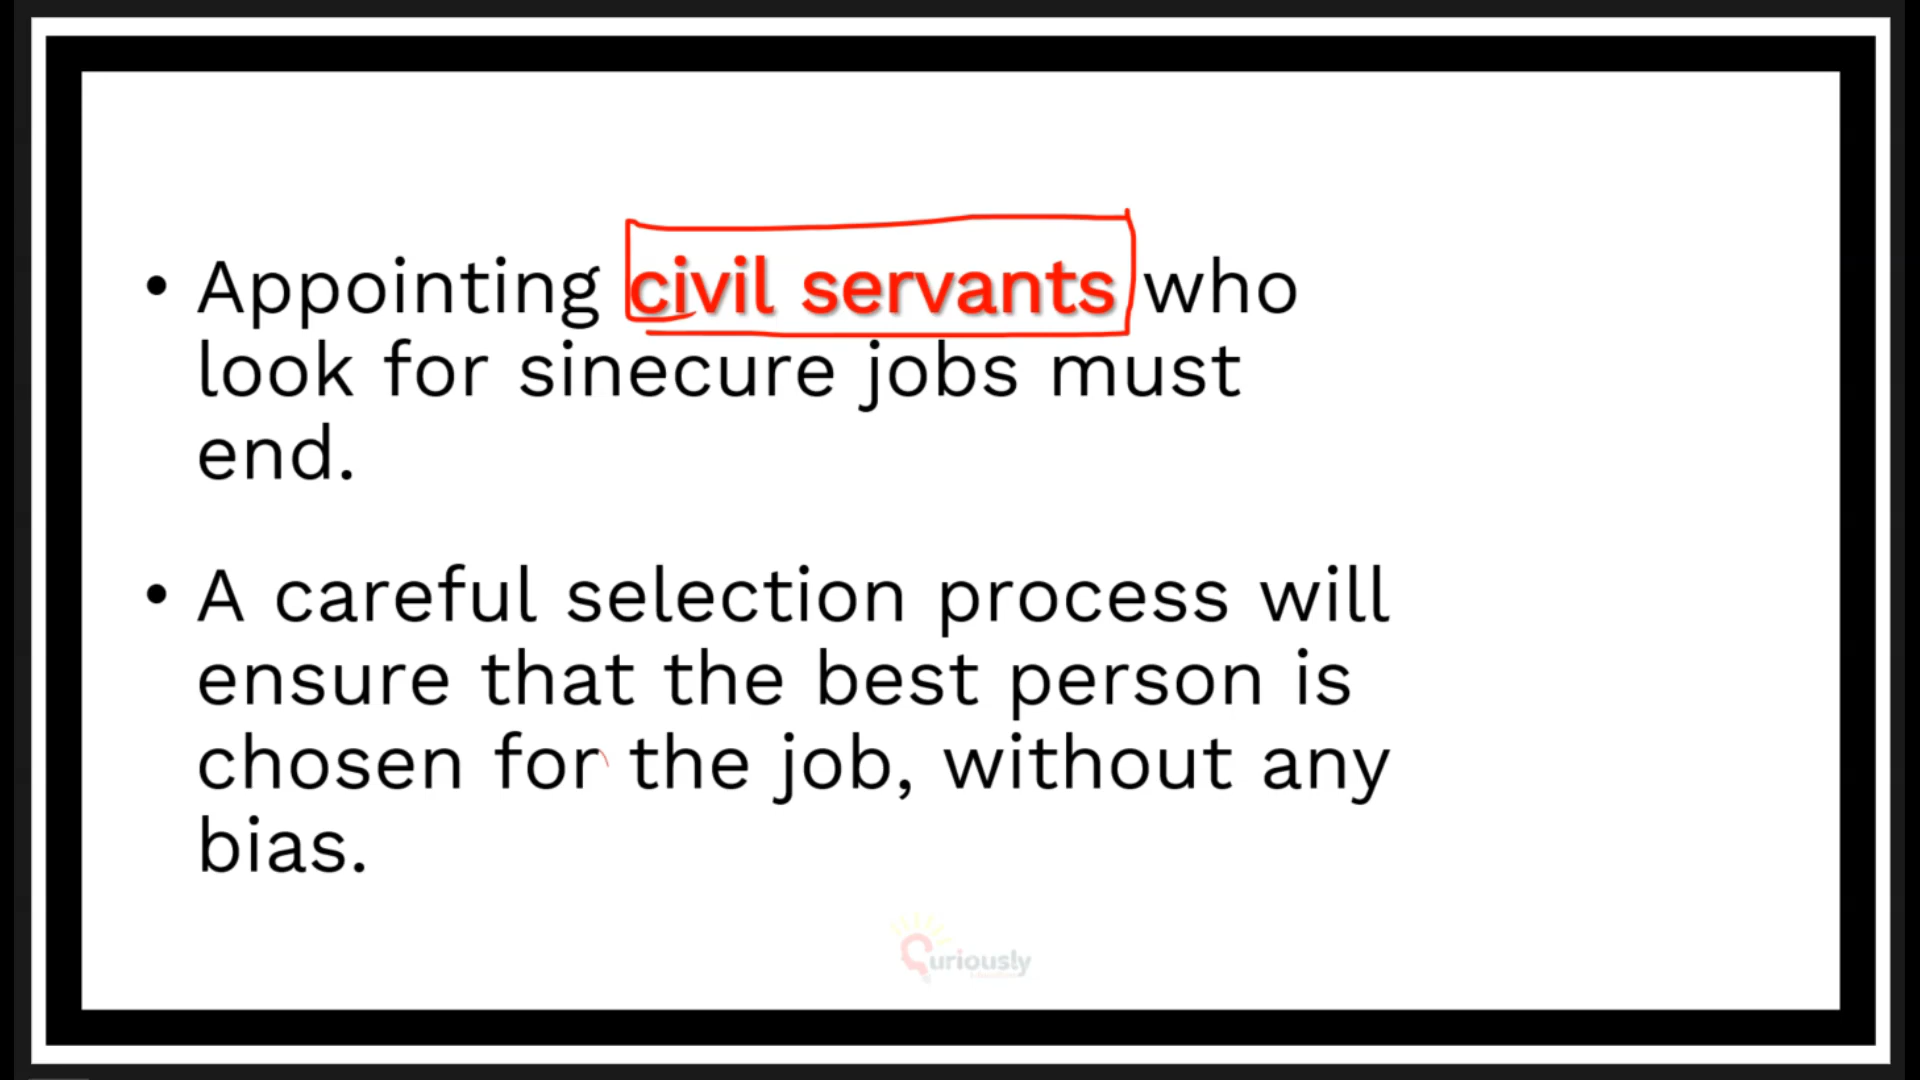 • Appointing civil servants who
look for sinecure jobs must
end.
• A careful selection process will
ensure that the best person is
chosen for the job, without any
bias.
Curiously